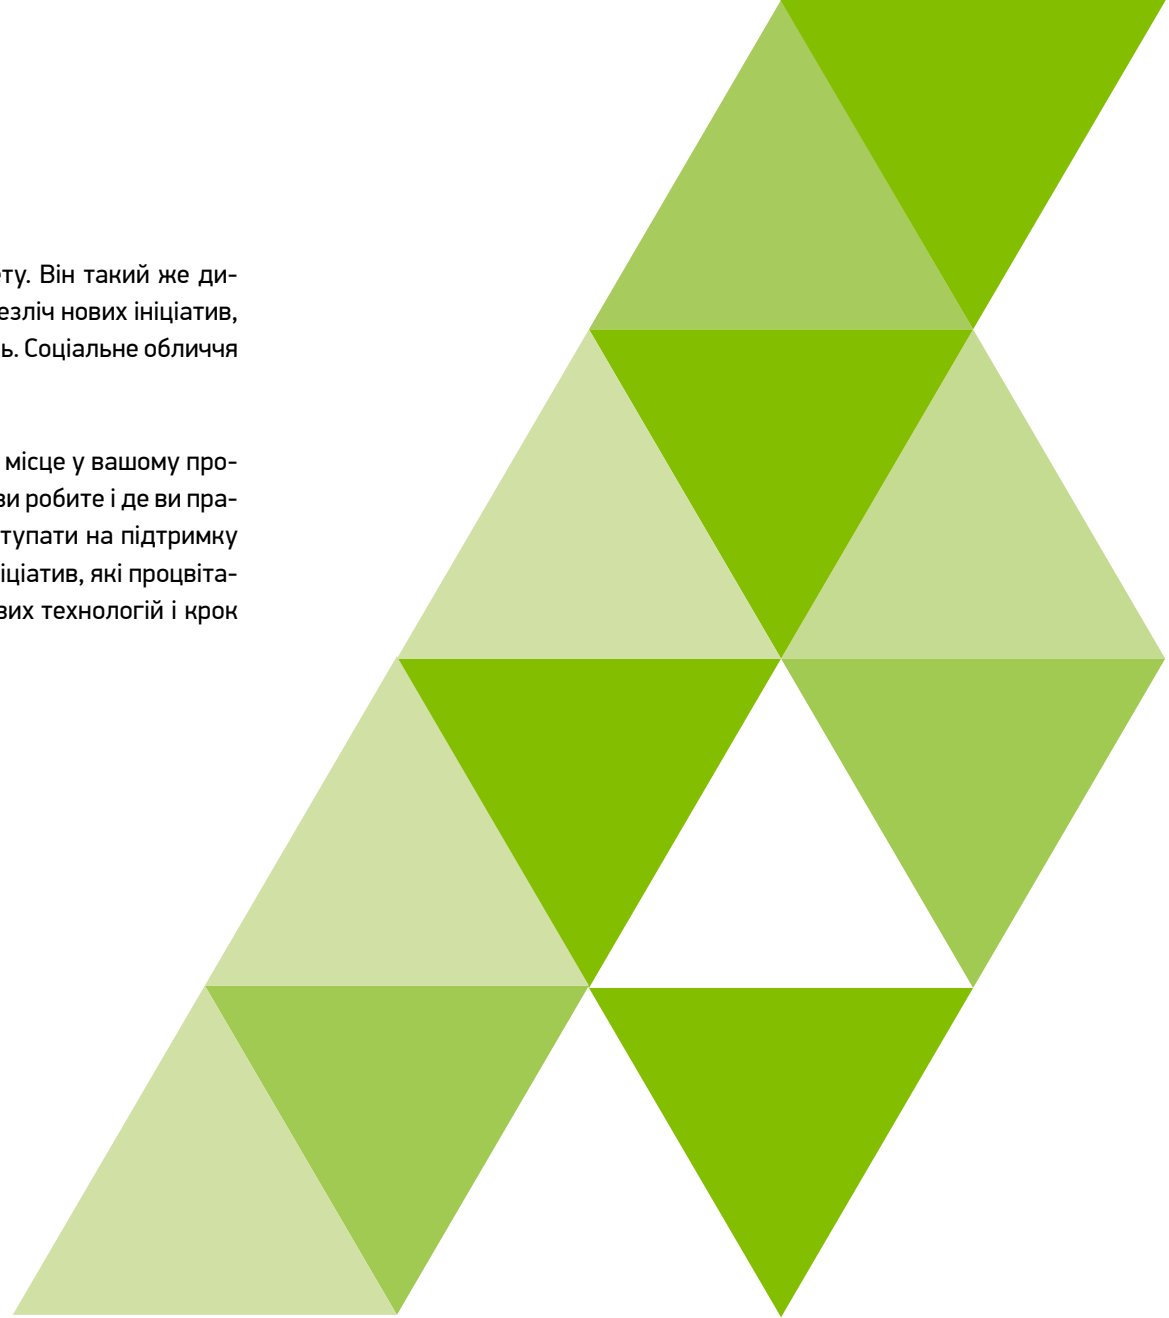 ту. Він такий же ди-
езліч нових ініціатив,
ь. Соціальне обличчя
місце у вашому про-
ви робите і де ви пра-
тупати на підтримку
іціатив, які процвіта-
вих технологій і крок